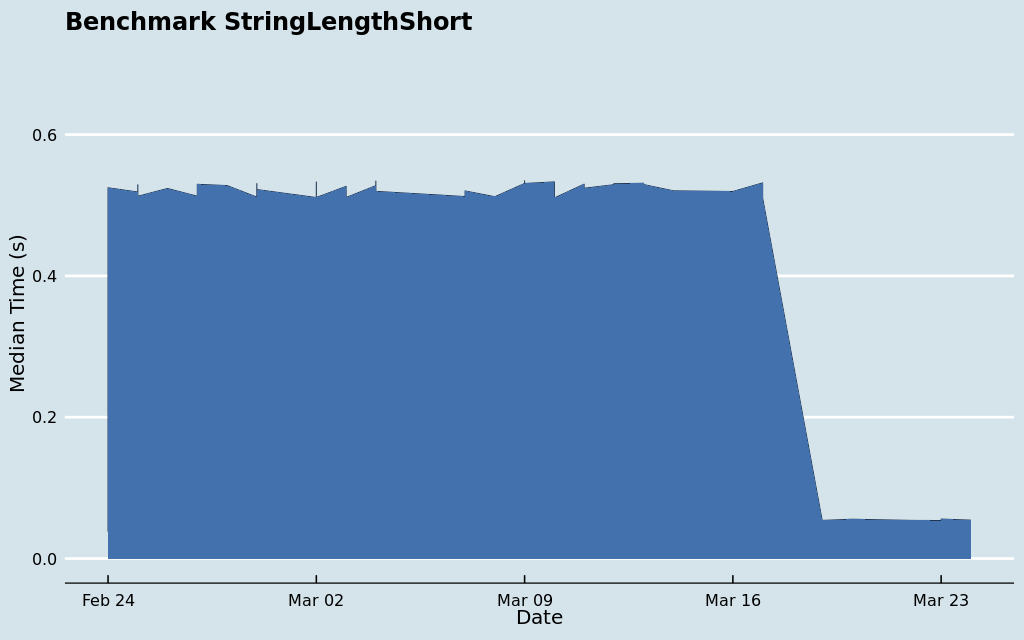 Benchmark StringLengthShort
Median Time (s)
0.6
0.4
0.2
0.0
Feb 24 Mar 02 Mar 09 Mar 16 Mar 23
Date